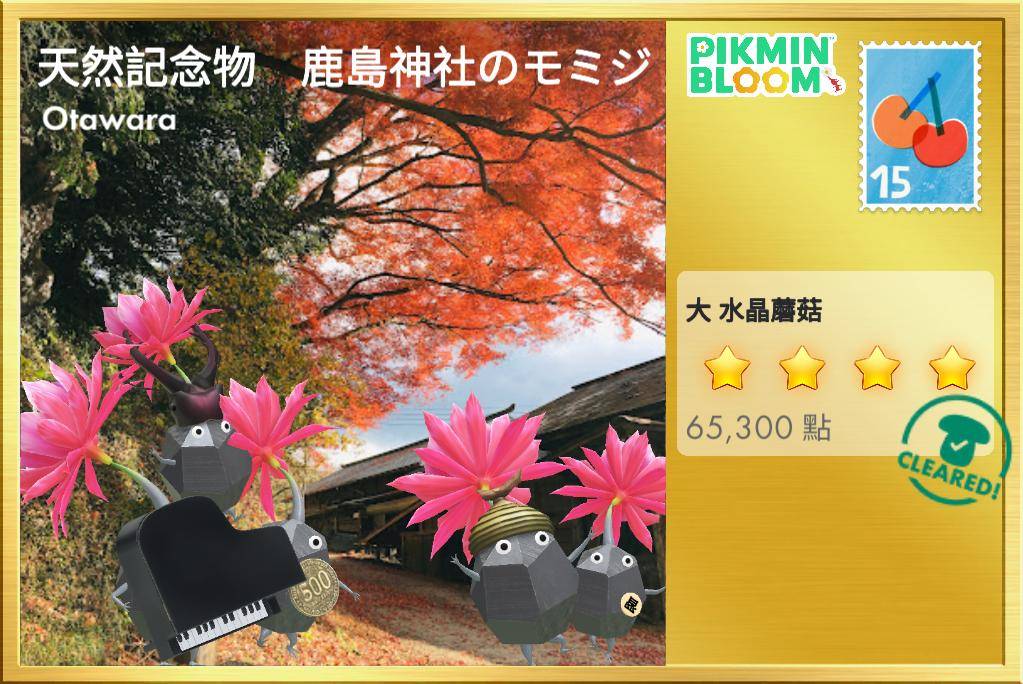 天然記念物　鹿島神社のモミジ
Otawara
PIKMIN
BLOOM
15
大 水晶蘑菇
65,300 點
CLEARED!
500